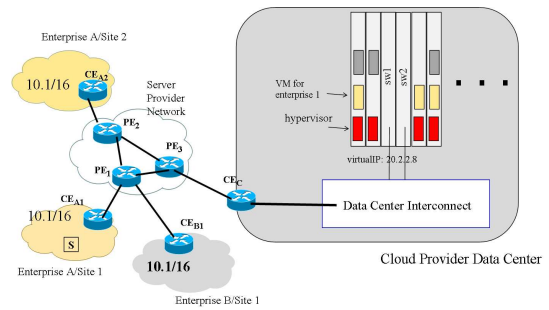 Enterprise A/Site 2
10.1/16
CEA2
Server
Provider
Network
PE2
PE3
PE1
CEA1
10.1/16
S
Enterprise A/Site 1
CEB1
10.1/16
Enterprise B/Site 1
CEC
VM for
enterprise 1
hypervisor
sw1
sw2
virtualIP: 20.2.2.8
Data Center Interconnect
Cloud Provider Data Center